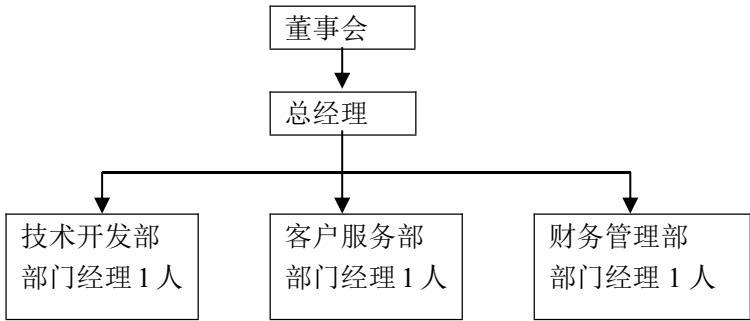 董事会
总经理
技术开发部
部门经理 1 人
客户服务部
部门经理 1 人
财务管理部
部门经理 1 人